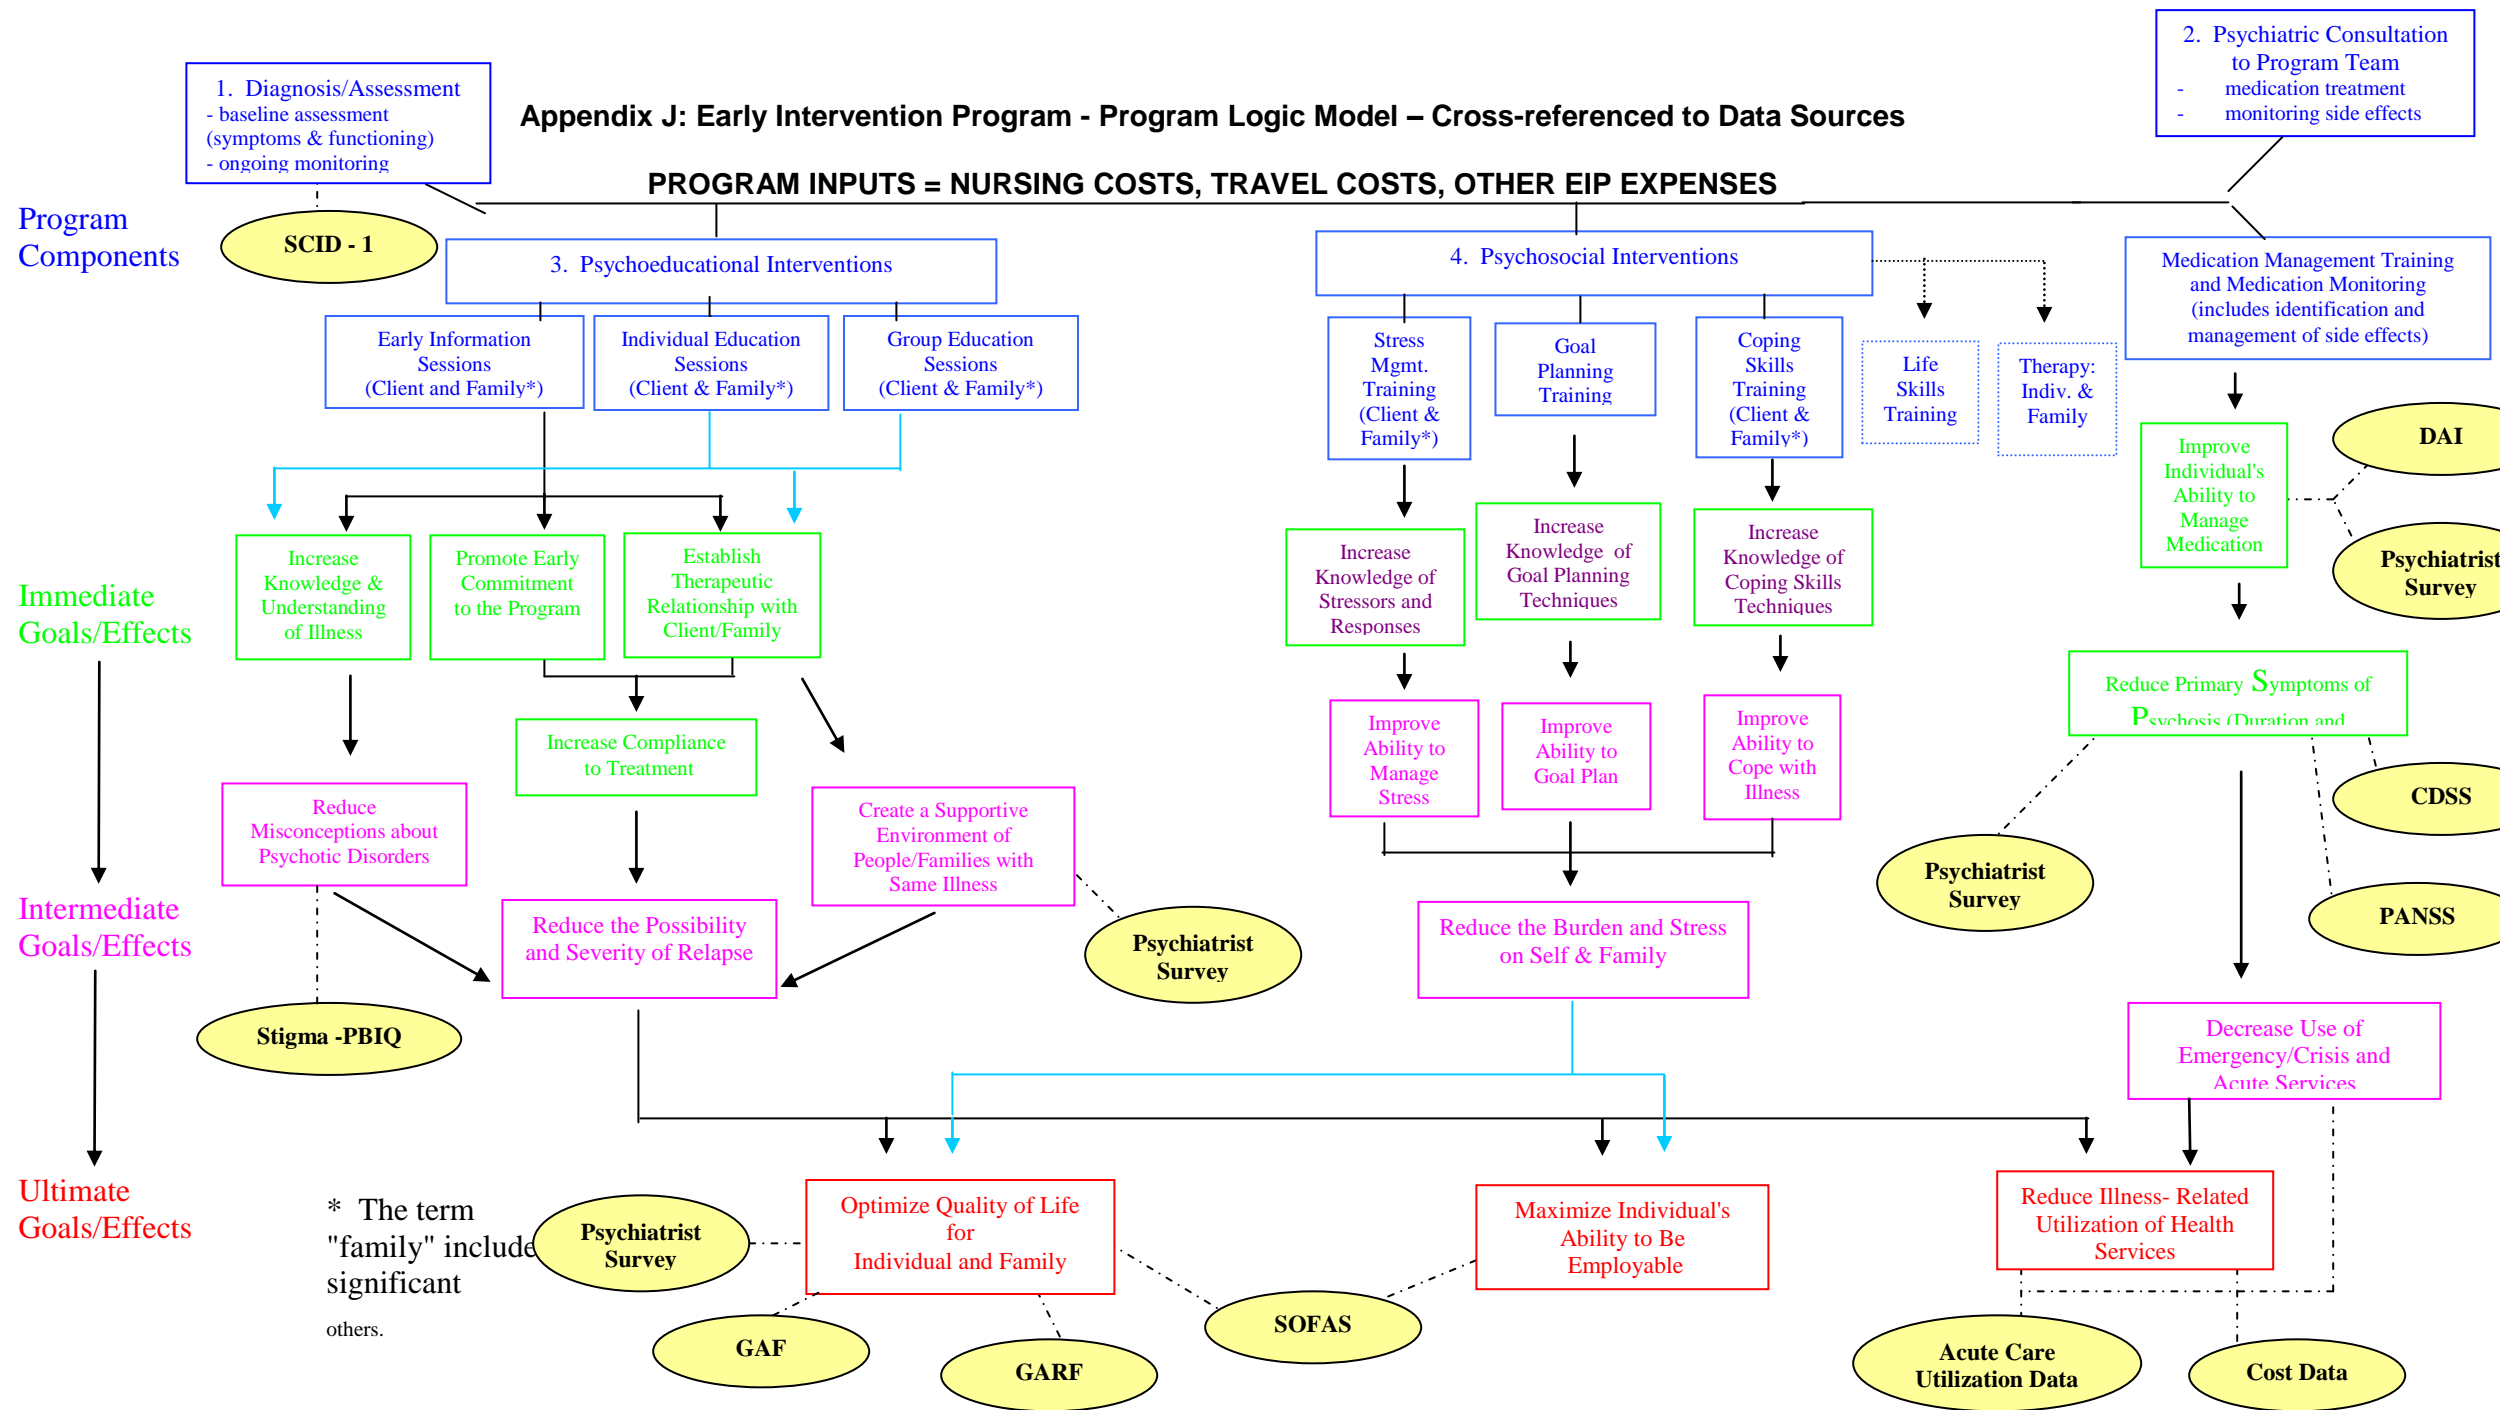 2. Psychiatric Consultation
to Program Team
- medication treatment
- monitoring side effects
1. Diagnosis/Assessment
- baseline assessment
(symptoms & functioning)
- ongoing monitoring
Appendix J: Early Intervention Program - Program Logic Model – Cross-referenced to Data Sources
PROGRAM INPUTS = NURSING COSTS, TRAVEL COSTS, OTHER EIP EXPENSES
Program
Components
SCID - 1
3. Psychoeducational Interventions
4. Psychosocial Interventions
Medication Management Training
and Medication Monitoring
(includes identification and
management of side effects)
Early Information
Sessions
(Client and Family*)
Individual Education
Sessions
(Client & Family*)
Group Education
Sessions
(Client & Family*)
Stress
Mgmt.
Training
(Client &
Family*)
Goal
Planning
Training
Coping
Skills
Training
(Client &
Family*)
Life
Skills
Training
Therapy:
Indiv. &
Family
DAI
Improve
Individual's
Ability to
Manage
Medication
Psychiatrist
Survey
Immediate
Goals/Effects
Increase
Knowledge &
Understanding
of Illness
Promote Early
Commitment
to the Program
Establish
Therapeutic
Relationship with
Client/Family
Increase
Knowledge of
Stressors and
Responses
Increase
Knowledge of
Goal Planning
Techniques
Increase
Knowledge of
Coping Skills
Techniques
Reduce Primary Symptoms of
Psychosis (Duration and
Increase Compliance
to Treatment
Improve
Ability to
Manage
Stress
Improve
Ability to
Goal Plan
Improve
Ability to
Cope with
Illness
CDSS
Reduce
Misconceptions about
Psychotic Disorders
Create a Supportive
Environment of
People/Families with
Same Illness
Psychiatrist
Survey
PANSS
Intermediate
Goals/Effects
Reduce the Possibility
and Severity of Relapse
Psychiatrist
Survey
Reduce the Burden and Stress
on Self & Family
Stigma -PBIQ
Decrease Use of
Emergency/Crisis and
Acute Services
Ultimate
Goals/Effects
* The term
"family" include
significant
others.
Psychiatrist
Survey
Optimize Quality of Life
for
Individual and Family
Maximize Individual's
Ability to Be
Employable
Reduce Illness- Related
Utilization of Health
Services
GAF
GARF
SOFAS
Acute Care
Utilization Data
Cost Data